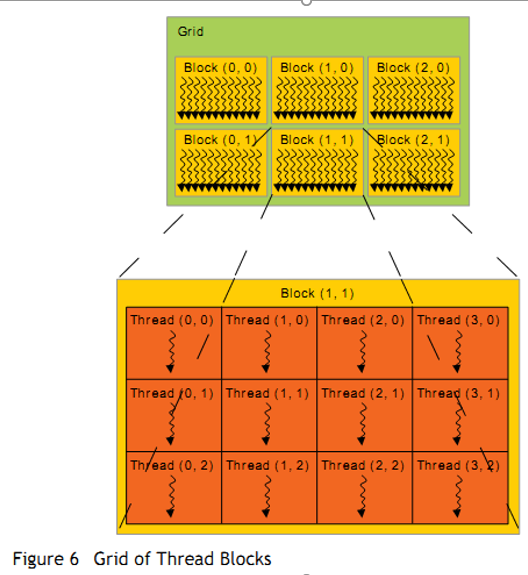 Grid
Block (0, 0) Block (1, 0) Block (2, 0)
Block (0, 1) Block (1, 1) Block (2, 1)
Block (1, 1)
Thread (0, 0) Thread (1, 0) Thread (2, 0) Thread (3, 0)
Thread (0, 1) Thread (1, 1) Thread (2, 1) Thread (3, 1)
Thread (0, 2) Thread (1, 2) Thread (2, 2) Thread (3, 2)
Figure 6 Grid of Thread Blocks